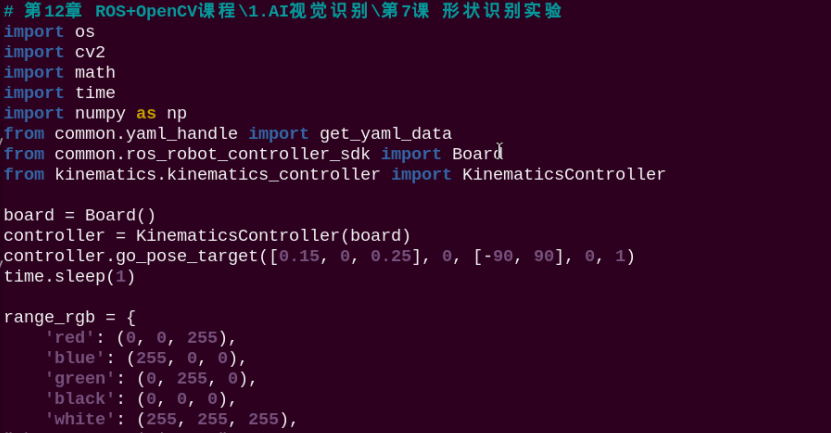 # 第12章 ROS+OpenCV课程\1.AI视觉识别\第7课 形状识别实验
import os
import cv2
import math
import time
import numpy as np
from common.yaml_handle import get_yaml_data
from common.ros_robot_controller_sdk import Board
from kinematics.kinematics_controller import KinematicsController

board = Board()
controller = KinematicsController(board)
controller.go_pose_target([0.15, 0, 0.25], 0, [-90, 90], 0, 1)
time.sleep(1)

range_rgb = {
    'red': (0, 0, 255),
    'blue': (255, 0, 0),
    'green': (0, 255, 0),
    'black': (0, 0, 0),
    'white': (255, 255, 255),